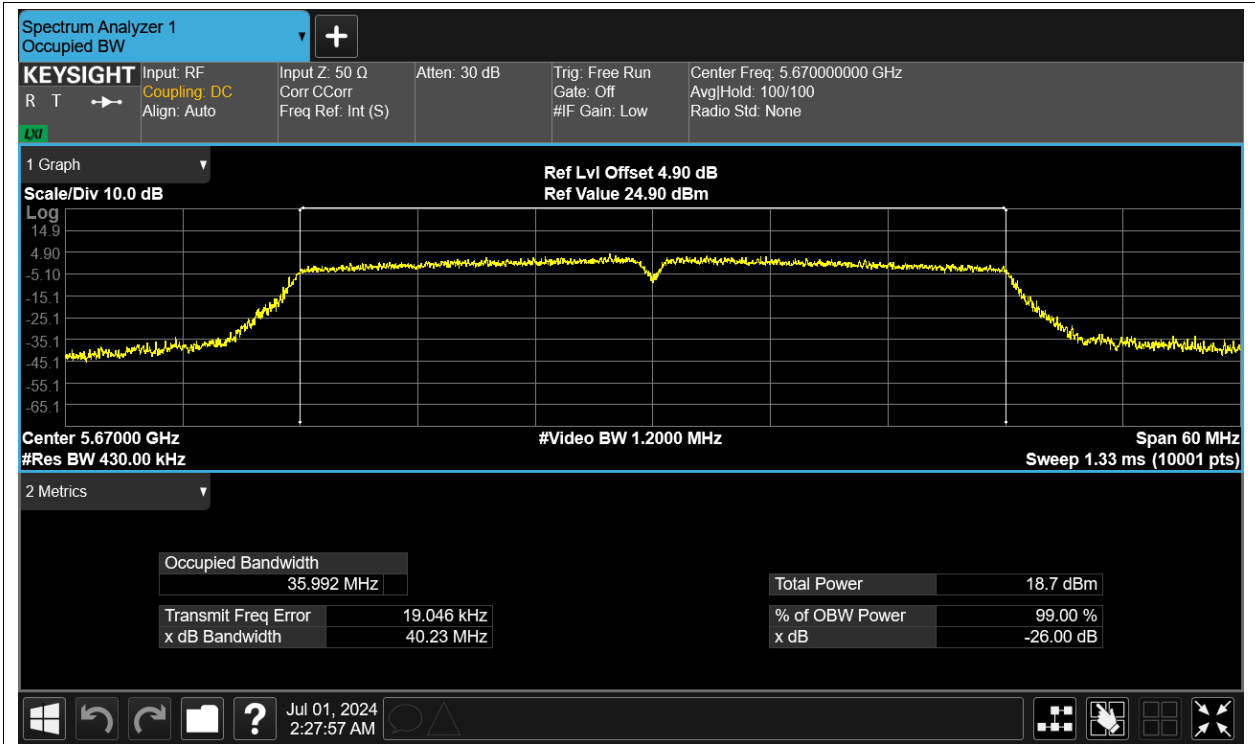 Spectrum Analyzer 1
Occupied BW
KEYSIGHT
R T
LXI
Input: RF
Coupling: DC
Align: Auto
Input Z: 50 Ω
Corr CCorr
Freq Ref: Int (S)
Atten: 30 dB
Trig: Free Run
Gate: Off
#IF Gain: Low
Center Freq: 5.670000000 GHz
Avg|Hold: 100/100
Radio Std: None
1 Graph
Scale/Div 10.0 dB
Ref Lvl Offset 4.90 dB
Ref Value 24.90 dBm
Log
14.9
4.90
-5.10
-15.1
-25.1
-35.1
-45.1
-55.1
-65.1
Center 5.67000 GHz
#Res BW 430.00 kHz
#Video BW 1.2000 MHz
Span 60 MHz
Sweep 1.33 ms (10001 pts)
2 Metrics
Occupied Bandwidth
35.992 MHz
Transmit Freq Error 19.046 kHz
x dB Bandwidth 40.23 MHz
Total Power 18.7 dBm
% of OBW Power 99.00 %
x dB -26.00 dB
?
Jul 01, 2024
2:27:57 AM